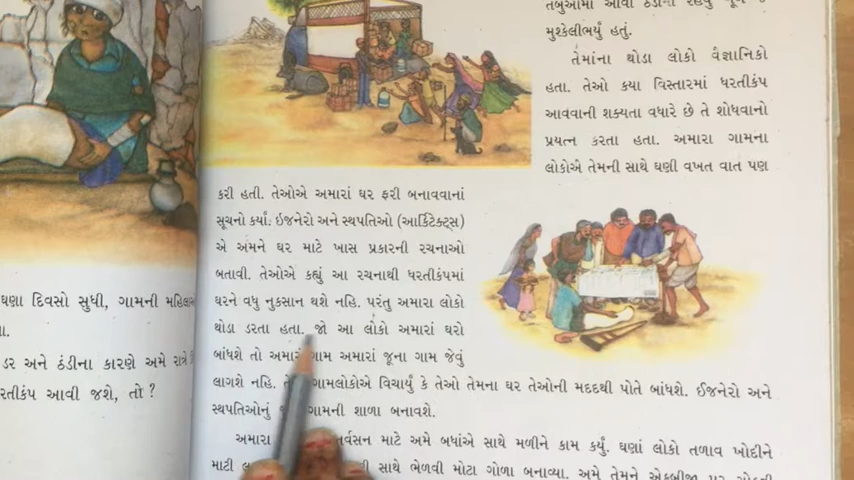 ઘણા દિવસો સુધી, ગામની
ડર અને ઠંડીના કારણે અમે રાત્રે
આવી જશે, તો ?
મુશ્કેલીભર્યું હતું.
તેમાંના થોડા લોકો વૈજ્ઞાનિકો
હતા. તેઓ કયા વિસ્તારમાં ધરતીકંપ
આવવાની શક્યતા વધારે છે તે શોધવાનો
પ્રયત્ન કરતા હતા. અમારા ગામના
લોકોએ તેમની સાથે ઘણી વખત વાત પણ
કરી હતી. તેઓએ અમારાં ઘર ફરી બનાવવાનાં
સૂચનો કર્યાં. ઇજનેરો અને સ્થપતિઓ (આર્કિટેક્ટ્સ)
એ અમને ઘર માટે ખાસ પ્રકારની રચનાઓ
બતાવી. તેઓએ કહ્યું આ રચનાથી ધરતીકંપમાં
ઘરને વધુ નુકસાન થશે નહિ. પરંતુ અમારા લોકો
થોડા ડરતા હતા. જો આ લોકો અમારાં ઘરો
બાંધશે તો અમારું ગામ અમારાં જૂના ગામ જેવું
લાગશે નહિ. ગામલોકોએ વિચાર્યું કે તેઓ તેમના ઘર તેઓની મદદથી પોતે બાંધશે. ઈજનેરો અને
સ્થપતિઓનું ગામની શાળા બનાવશે.
અમારા માટે અમે બધાંએ સાથે મળીને કામ કર્યું. ઘણાં લોકો તળાવ ખોદીને
માટી સાથે ભેળવી મોટા ગોળા બનાવ્યા. અમે તેમને